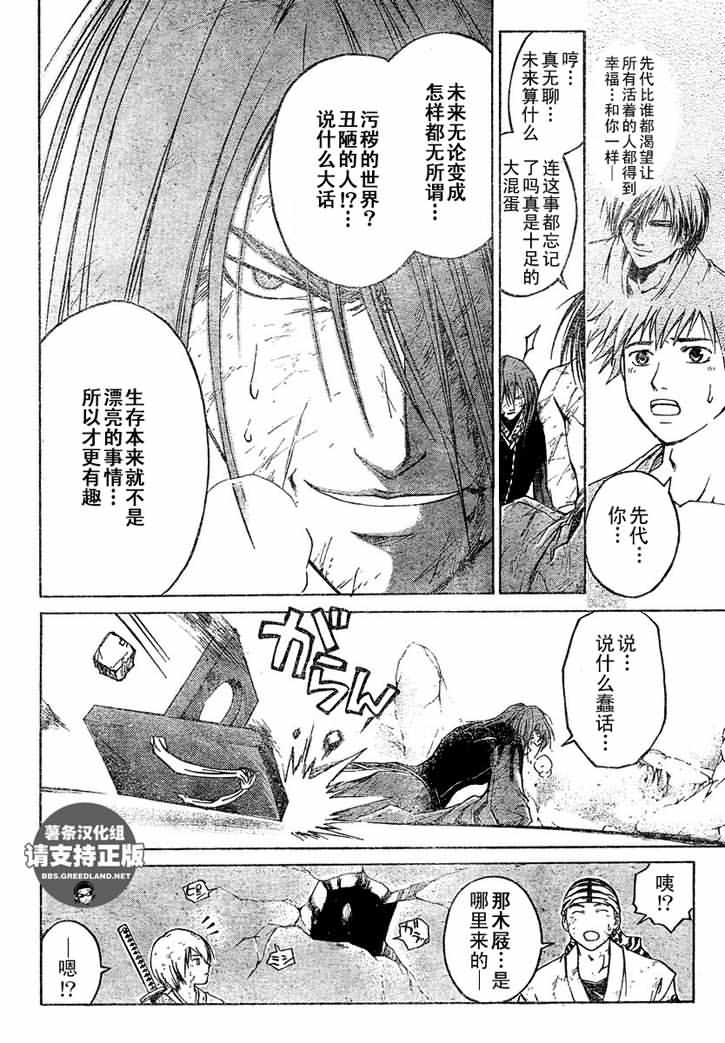 先代比谁都渴望让
所有活着的人都得到
幸福…和你一样—
哼…
真无聊…
未来算什么
连这事都忘记
了吗真是十足的
大混蛋
先代…
你…
未来无论变成
怎样都无所谓…
污秽的世界?
丑陋的人!?…
说什么大话
生存本来就不是
漂亮的事情…
所以才更有趣
说…
说什么蠢话…
がらん
咦!?
那木屐…是
哪里来的—
—嗯!?
薯条汉化组
请支持正版
BBS.GREEDLAND.NET